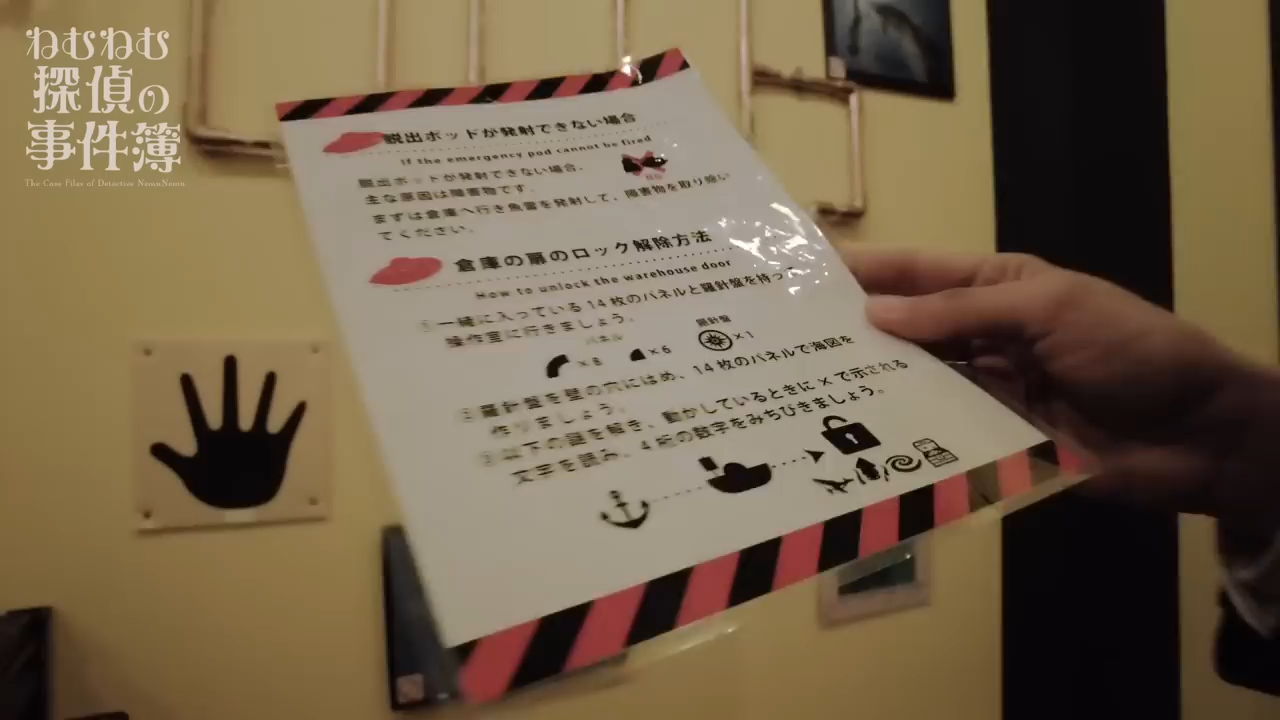 ねむねむ
探偵の
事件簿
The Case Files of Detective NemuNemu
脱出ポッドが発射できない場合
If the emergency pod cannot be fired
脱出ポッドが発射できない場合、
主な原因は障害物です。
まずは倉庫へ行き魚雷を発射して、障害物を取り除い
てください。
倉庫の扉のロック解除方法
How to unlock the warehouse door
①一緒に入っている14枚のパネルと羅針盤を持って
操作室に行きましょう。
パネル
羅針盤
×8
×6
×1
②羅針盤を壁の穴にはめ、14枚のパネルで海図を
作りましょう。
③以下の謎を解き、動かしているときに×で示される
文字を読み、4桁の数字をみちびきましょう。